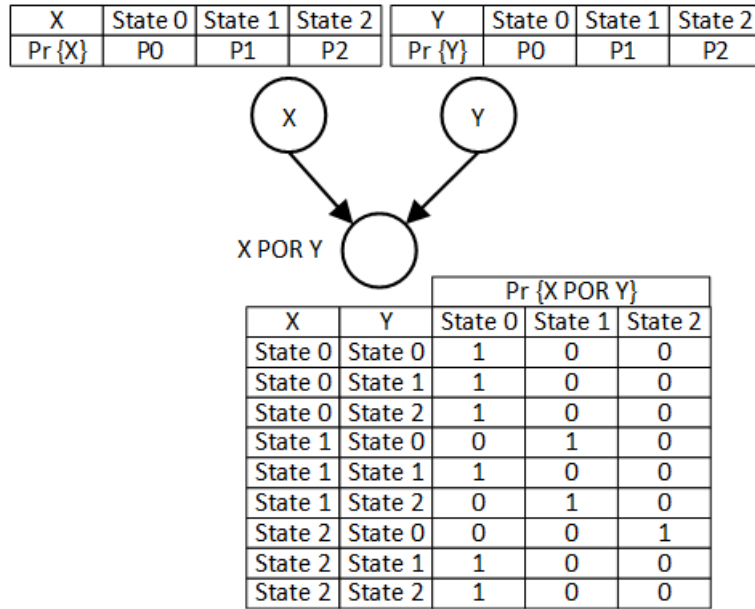 X State 0 State 1 State 2 Y State 0 State 1 State 2
Pr {X} P0 P1 P2 Pr {Y} P0 P1 P2
X Y
X POR Y
Pr {X POR Y}
X Y State 0 State 1 State 2
State 0 State 0 1 0 0
State 0 State 1 1 0 0
State 0 State 2 1 0 0
State 1 State 0 0 1 0
State 1 State 1 1 0 0
State 1 State 2 0 1 0
State 2 State 0 0 0 1
State 2 State 1 1 0 0
State 2 State 2 1 0 0